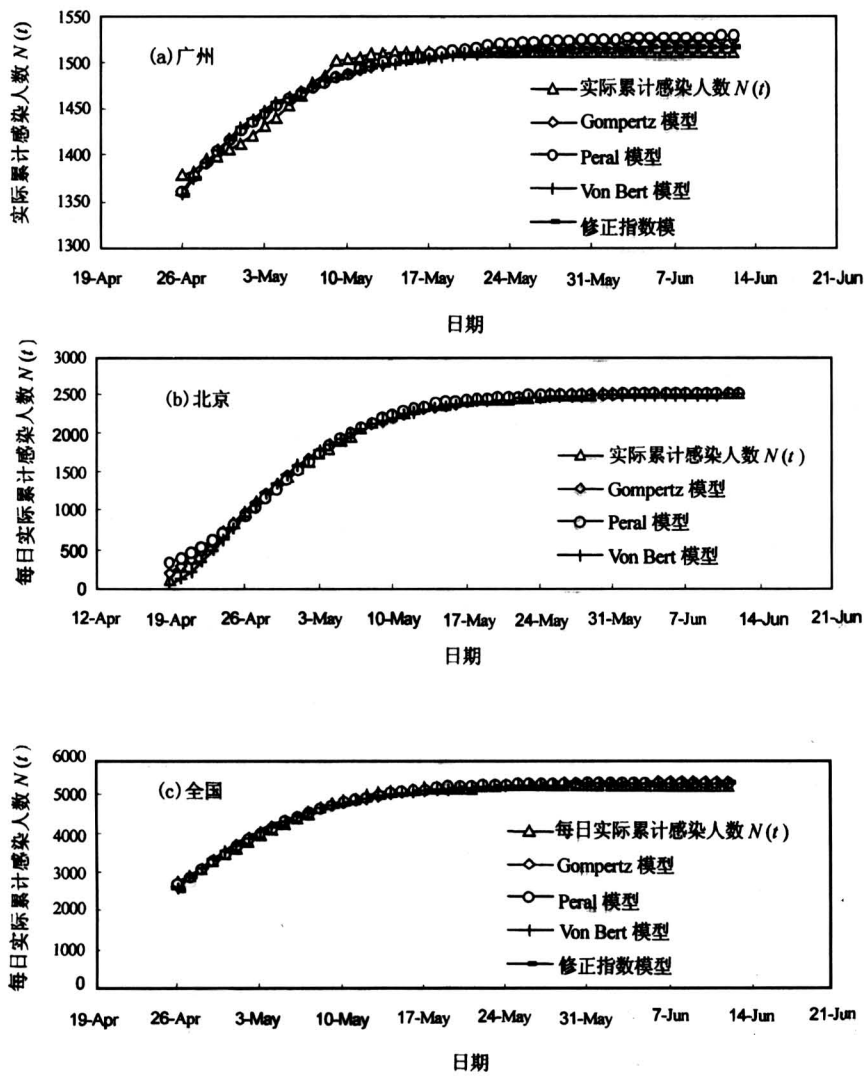 实际累计感染人数 N(t)
1550
1500
1450
1400
1350
1300
(a)广州
实际累计感染人数 N(t)
Gompertz 模型
Peral 模型
Von Bert 模型
修正指数模
19-Apr 26-Apr 3-May 10-May 17-May 24-May 31-May 7-Jun 14-Jun 21-Jun
日期
每日实际累计感染人数 N(t)
3000
2500
2000
1500
1000
500
0
(b)北京
实际累计感染人数 N(t)
Gompertz 模型
Peral 模型
Von Bert 模型
12-Apr 19-Apr 26-Apr 3-May 10-May 17-May 24-May 31-May 7-Jun 14-Jun 21-Jun
日期
每日实际累计感染人数 N(t)
6000
5000
4000
3000
2000
1000
0
(c)全国
每日实际累计感染人数 N(t)
Gompertz 模型
Peral 模型
Von Bert 模型
修正指数模型
19-Apr 26-Apr 3-May 10-May 17-May 24-May 31-May 7-Jun 14-Jun 21-Jun
日期